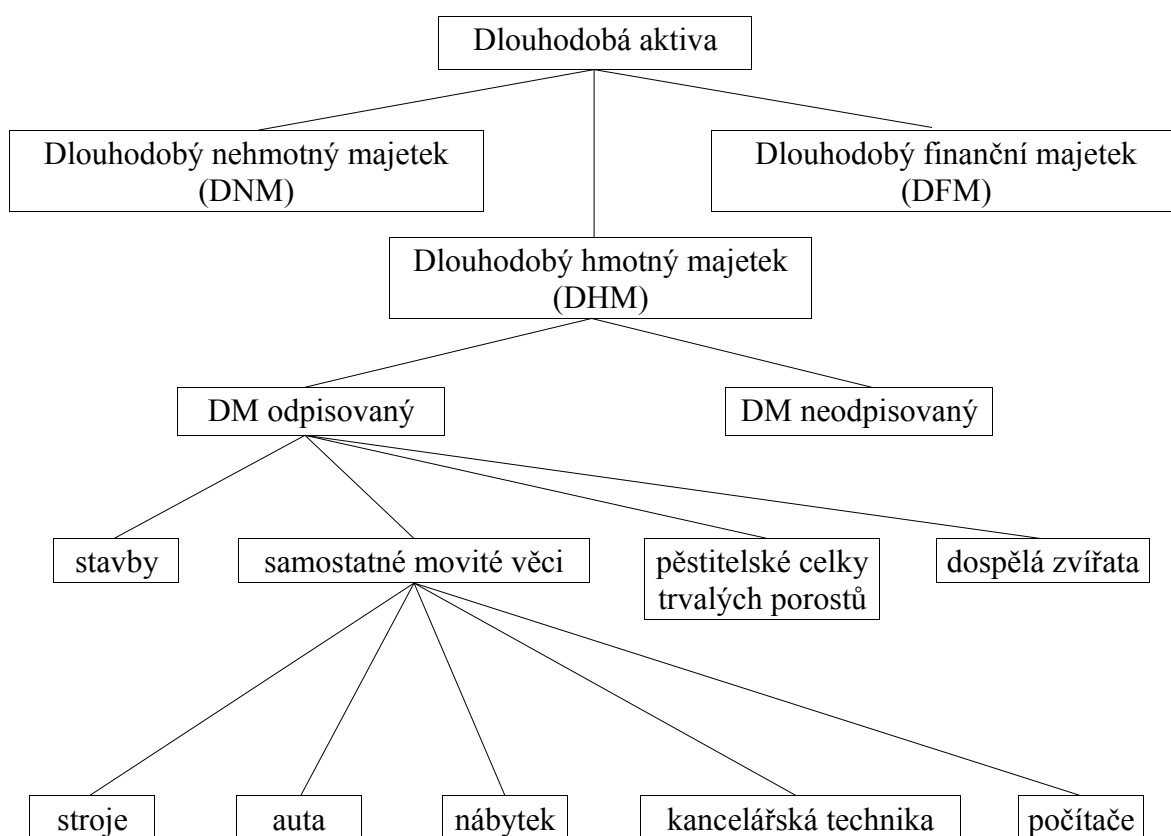 Dlouhodobá aktiva
Dlouhodobý nehmotný majetek
(DNM)
Dlouhodobý finanční majetek
(DFM)
Dlouhodobý hmotný majetek
(DHM)
DM odpisovaný
DM neodpisovaný
stavby
samostatné movité věci
pěstitelské celky
trvalých porostů
dospělá zvířata
stroje
auta
nábytek
kancelářská technika
počítače